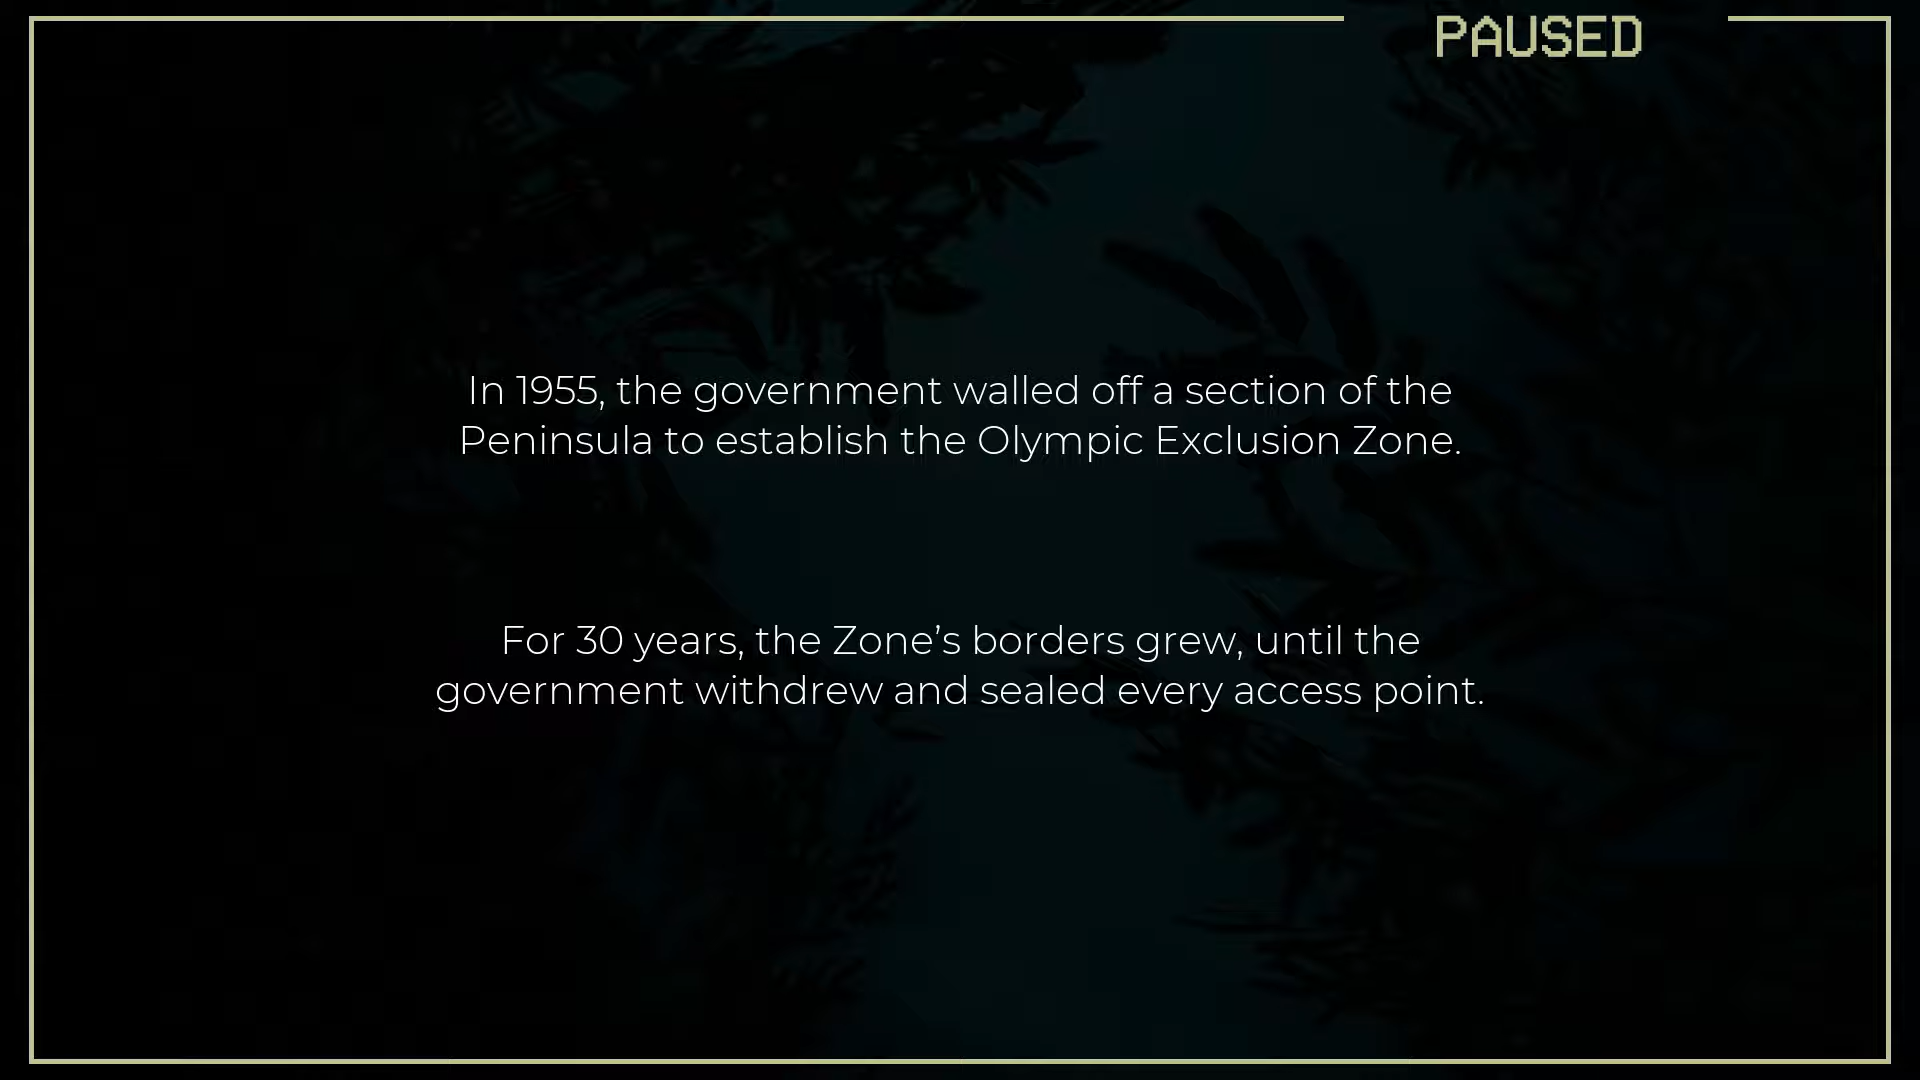 PAUSED
In 1955, the government walled off a section of the
Peninsula to establish the Olympic Exclusion Zone.
For 30 years, the Zone’s borders grew, until the
government withdrew and sealed every access point.